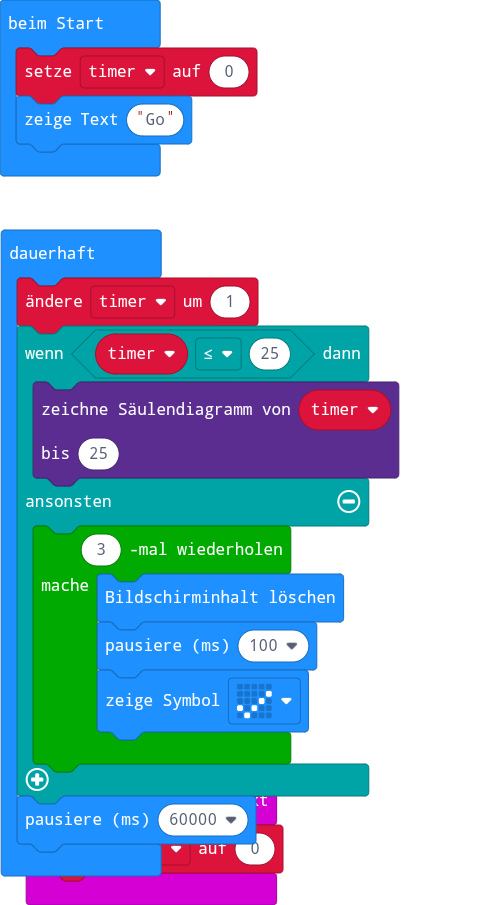 beim Start
setze timer auf 0
zeige Text "Go"
dauerhaft
ändere timer um 1
wenn timer ≤ 25 dann
zeichne Säulendiagramm von timer
bis 25
ansonsten
3 -mal wiederholen
mache
Bildschirminhalt löschen
pausiere (ms) 100
zeige Symbol
pausiere (ms) 60000
auf 0